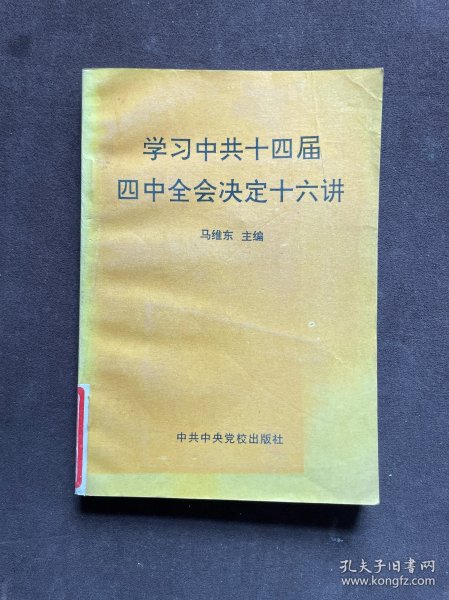 学习中共十四届
四中全会决定十六讲
马维东 主编
中共中央党校出版社
孔夫子旧书网
www.kongfz.com